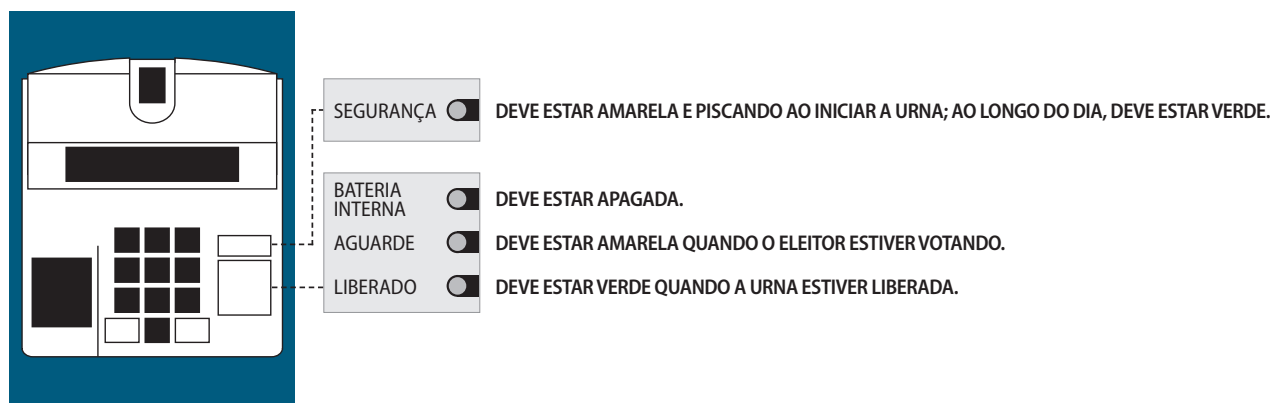 SEGURANÇA DEVE ESTAR AMARELA E PISCANDO AO INICIAR A URNA; AO LONGO DO DIA, DEVE ESTAR VERDE.
BATERIA
INTERNA DEVE ESTAR APAGADA.
AGUARDE DEVE ESTAR AMARELA QUANDO O ELEITOR ESTIVER VOTANDO.
LIBERADO DEVE ESTAR VERDE QUANDO A URNA ESTIVER LIBERADA.